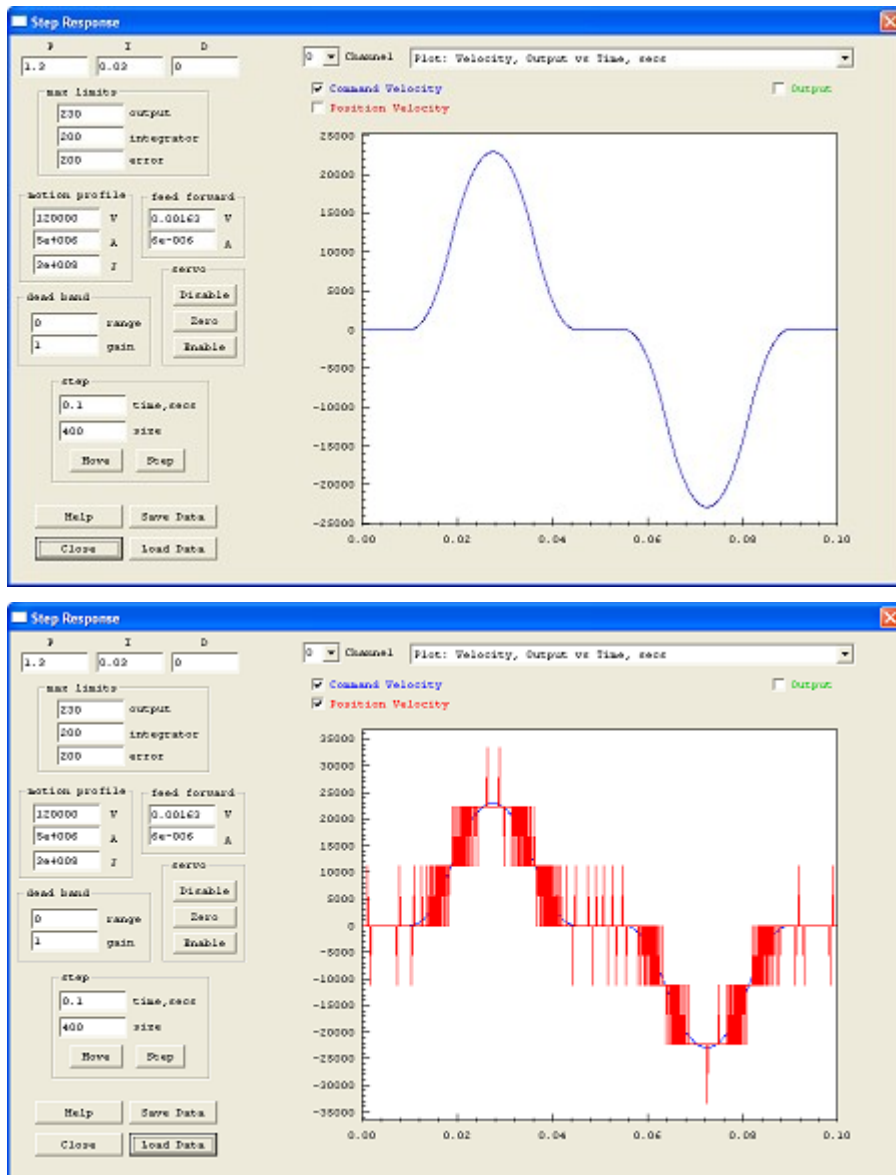 Step Response
P I D
0 Channel Plot: Velocity, Output vs Time, secs
1.2 0.02 0
Command Velocity Output
Position Velocity
max limits
230 output
200 integrator
200 error
motion profile feed forward
120000 V 0.00163 V
5e+006 A 6e-006 A
2e+008 J
servo
Disable
Zero
Enable
dead band
0 range
1 gain
step
0.1 time,secs
400 size
Move Step
Help Save Data
Close Load Data
25000
20000
15000
10000
5000
0
-5000
-10000
-15000
-20000
-25000
0.00 0.02 0.04 0.06 0.08 0.10
Step Response
P I D
0 Channel Plot: Velocity, Output vs Time, secs
1.2 0.02 0
Command Velocity Output
Position Velocity
max limits
230 output
200 integrator
200 error
motion profile feed forward
120000 V 0.00163 V
5e+006 A 6e-006 A
2e+008 J
servo
Disable
Zero
Enable
dead band
0 range
1 gain
step
0.1 time,secs
400 size
Move Step
Help Save Data
Close Load Data
35000
30000
25000
20000
15000
10000
5000
0
-5000
-10000
-15000
-20000
-25000
-30000
-35000
0.00 0.02 0.04 0.06 0.08 0.10